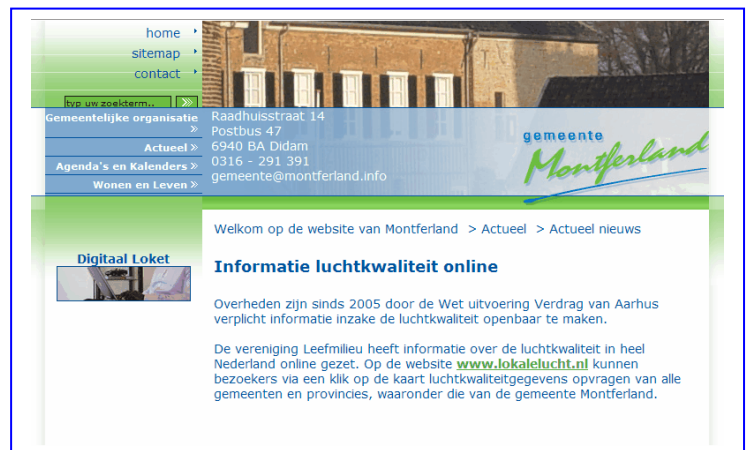 home
sitemap
contact
typ uw zoekterm..
Gemeentelijke organisatie »
Actueel »
Agenda's en Kalenders »
Wonen en Leven »
Raadhuisstraat 14
Postbus 47
6940 BA Didam
0316 - 291 391
gemeente@montferland.info
gemeente
Montferland
Digitaal Loket
Welkom op de website van Montferland > Actueel > Actueel nieuws
Informatie luchtkwaliteit online
Overheden zijn sinds 2005 door de Wet uitvoering Verdrag van Aarhus
verplicht informatie inzake de luchtkwaliteit openbaar te maken.
De vereniging Leefmilieu heeft informatie over de luchtkwaliteit in heel
Nederland online gezet. Op de website www.lokalelucht.nl kunnen
bezoekers via een klik op de kaart luchtkwaliteitgegevens opvragen van alle
gemeenten en provincies, waaronder die van de gemeente Montferland.